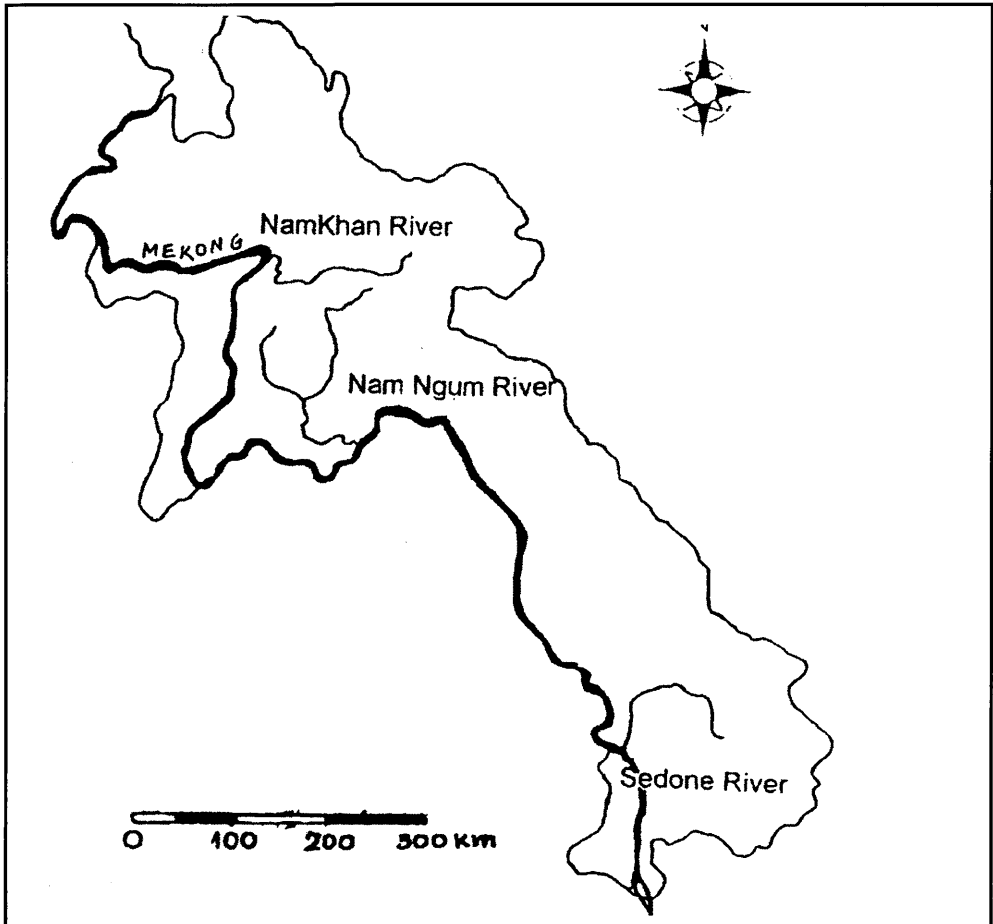 N
NamKhan River
MEKONG
Nam Ngum River
Sedone River
0 100 200 300 km